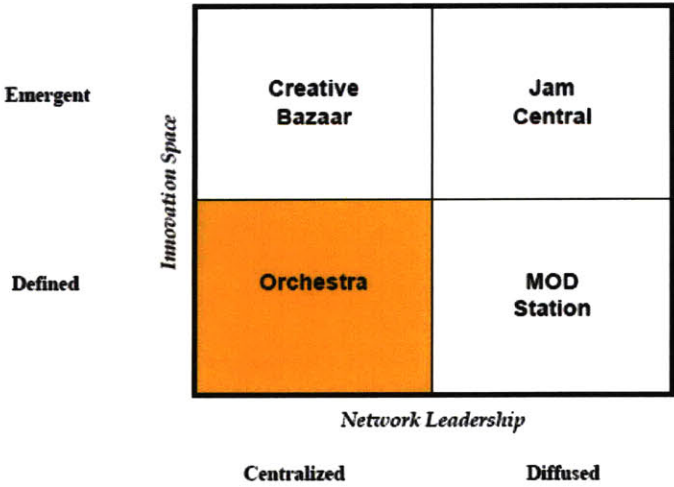 Emergent
Creative
Bazaar
Jam
Central
Innovation Space
Defined
Orchestra
MOD
Station
Network Leadership
Centralized
Diffused